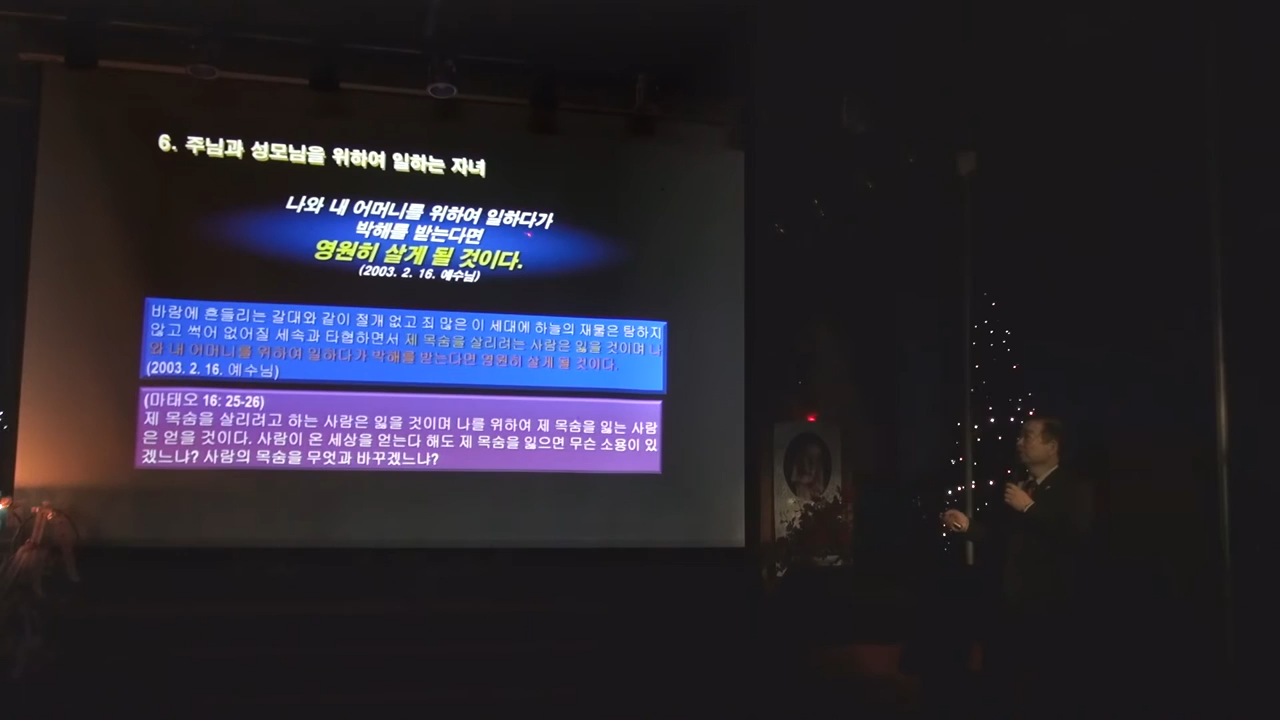 6. 주님과 성모님을 위하여 일하는 자녀
나와 내 어머니를 위하여 일하다가
박해를 받는다면
영원히 살게 될 것이다.
(2003. 2. 16. 예수님)
바람에 흔들리는 갈대와 같이 절개 없고 죄 많은 이 세대에 하늘의 재물은 탐하지
않고 썩어 없어질 세속과 타협하면서 제 목숨을 살리려는 사람은 잃을 것이며 나
와 내 어머니를 위하여 일하다가 박해를 받는다면 영원히 살게 될 것이다.
(2003. 2. 16. 예수님)
(마태오 16: 25-26)
제 목숨을 살리려고 하는 사람은 잃을 것이며 나를 위하여 제 목숨을 잃는 사람
은 얻을 것이다. 사람이 온 세상을 얻는다 해도 제 목숨을 잃으면 무슨 소용이 있
겠느냐? 사람의 목숨을 무엇과 바꾸겠느냐?